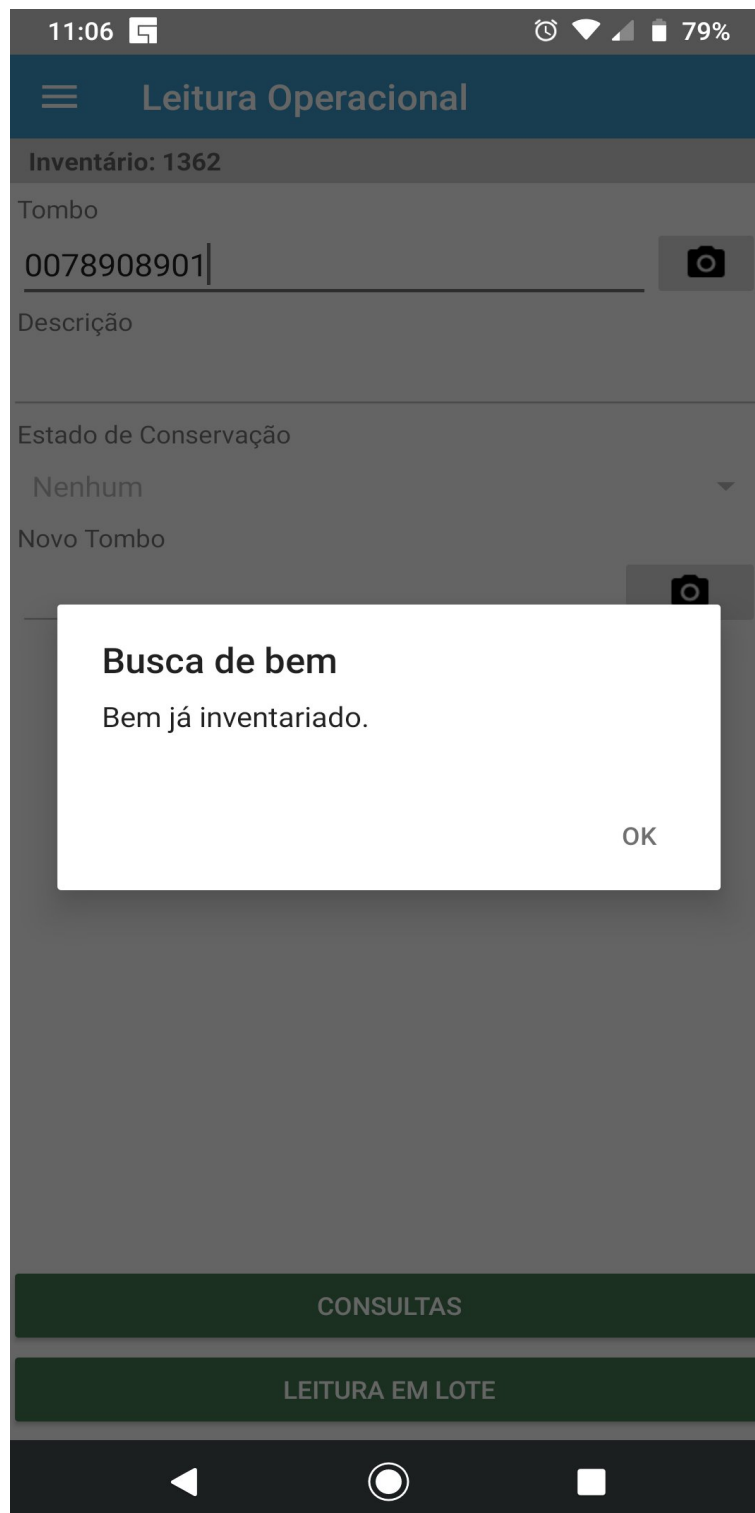 11:06
79%
Leitura Operacional
Inventário: 1362
Tombo
0078908901
Descrição
Estado de Conservação
Nenhum
Novo Tombo
Busca de bem
Bem já inventariado.
OK
CONSULTAS
LEITURA EM LOTE